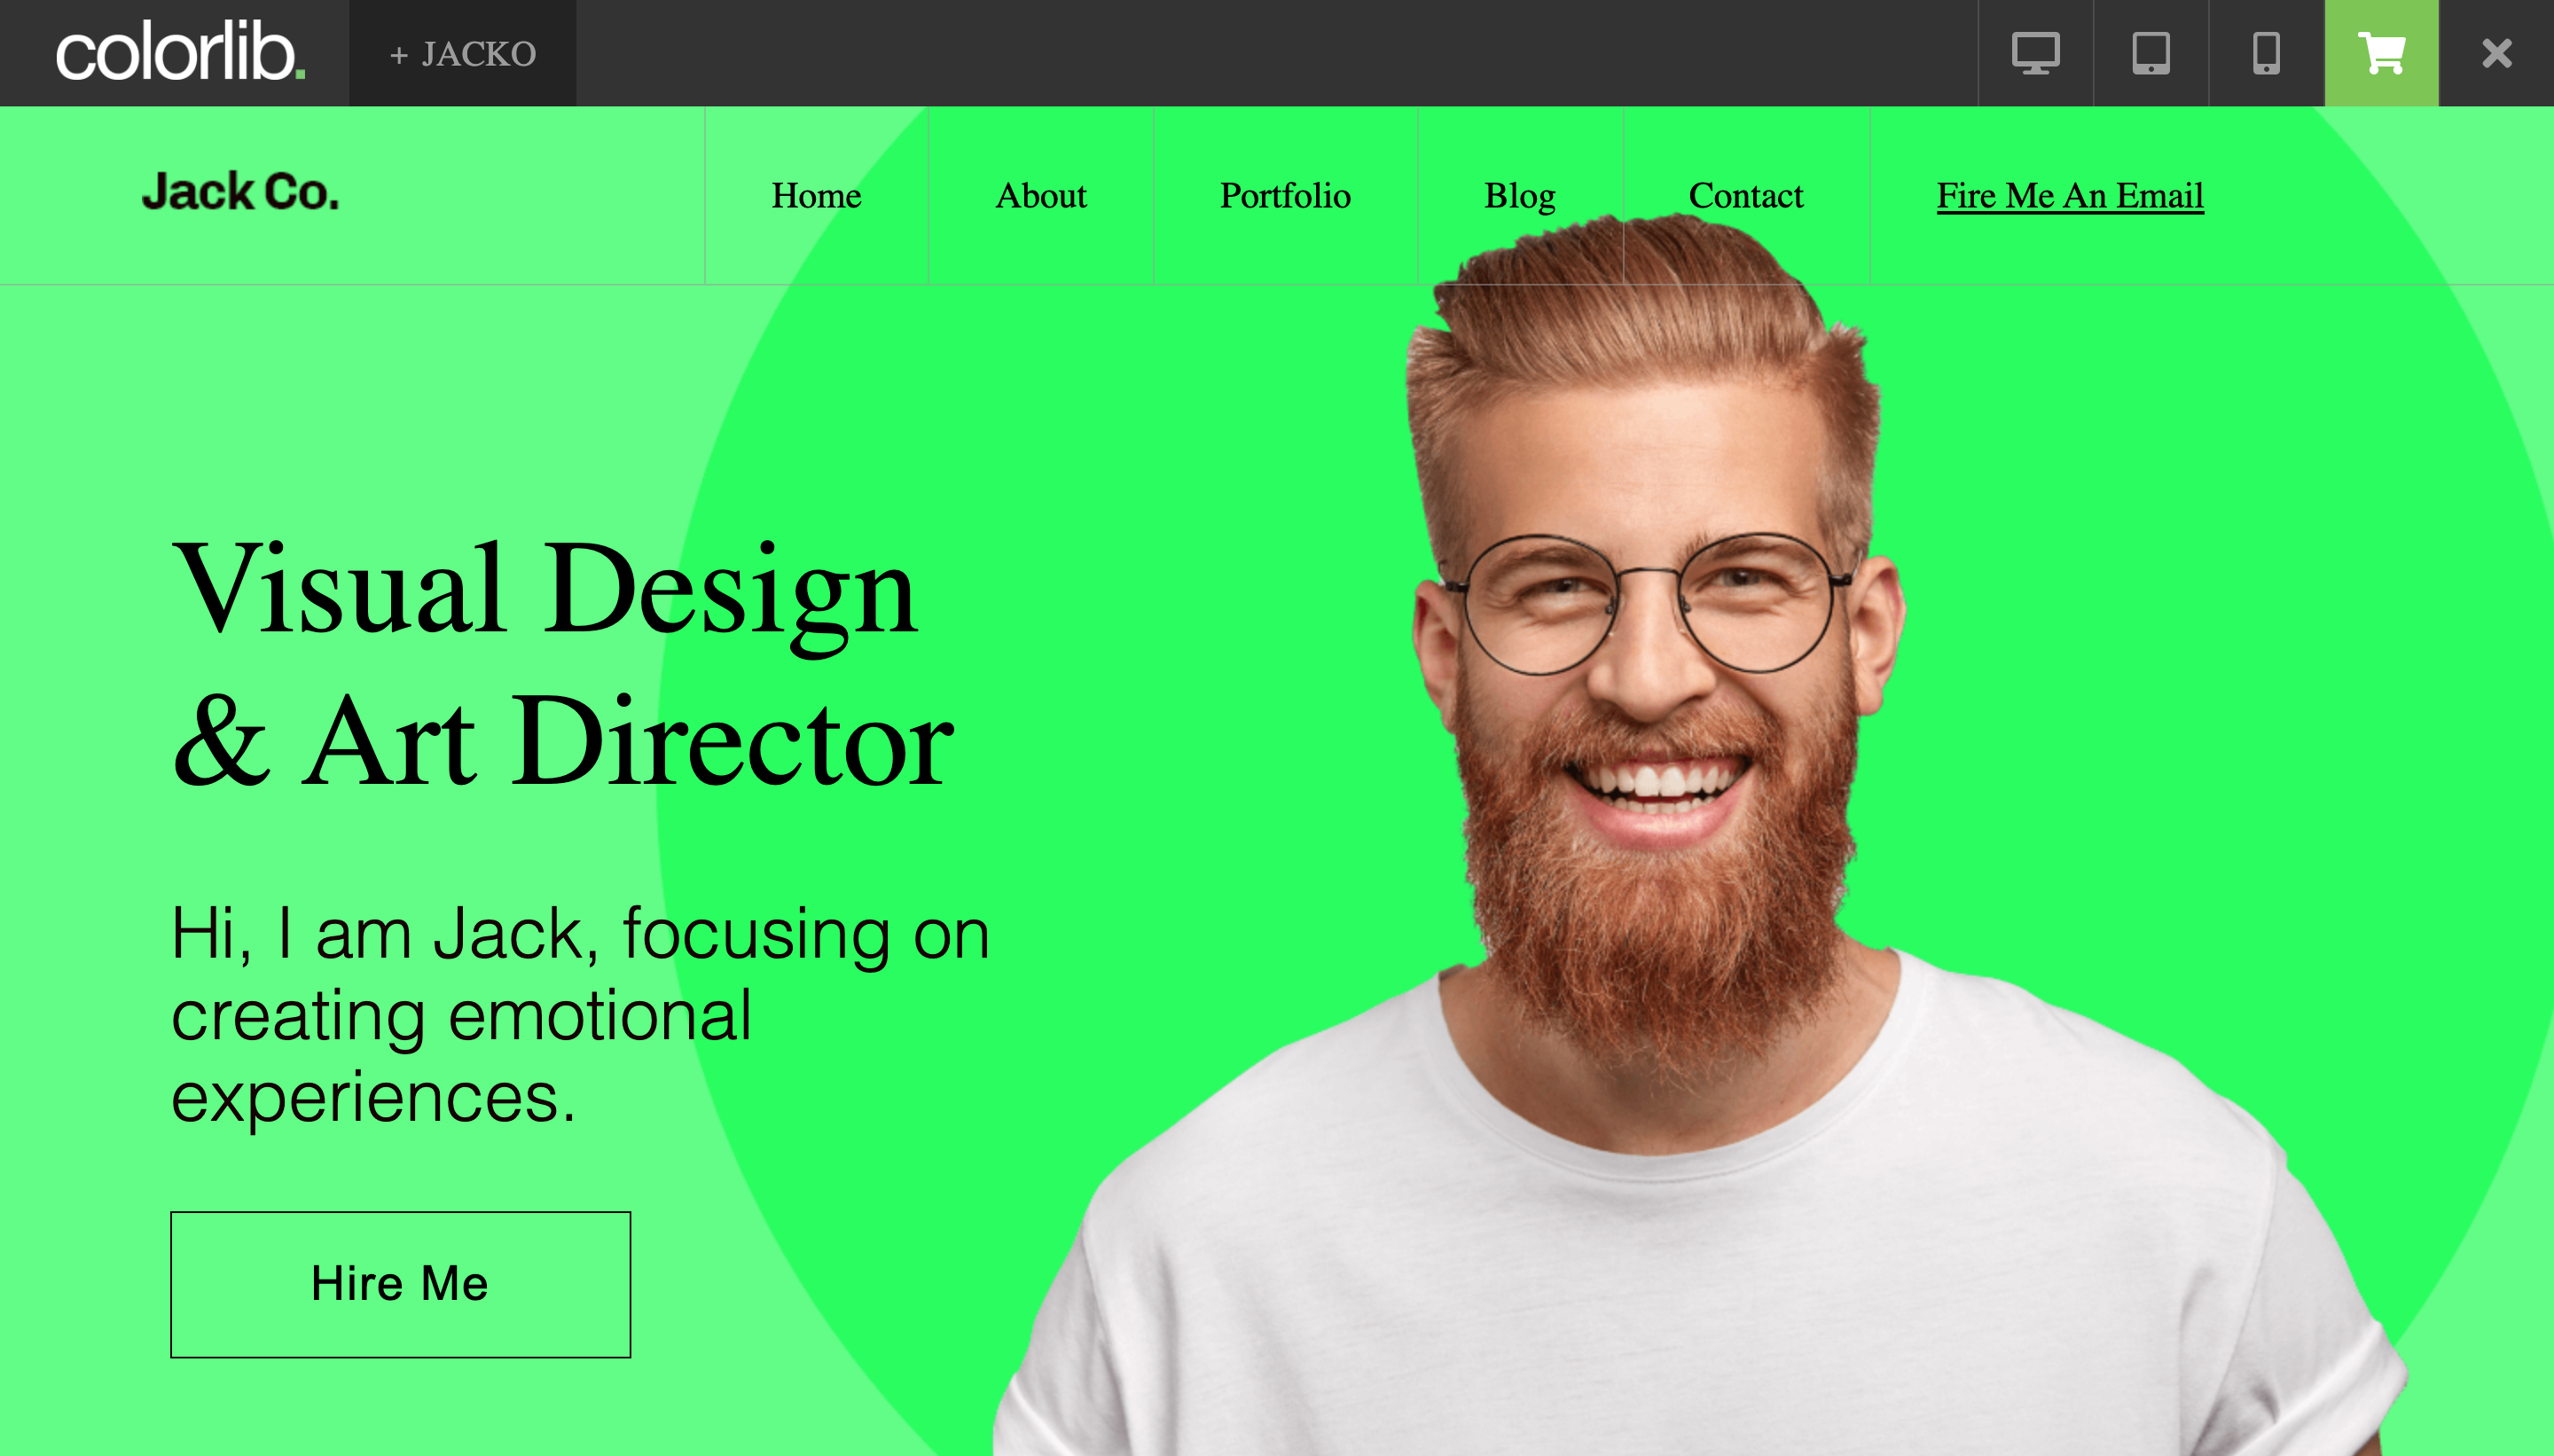 colorlib.
+ JACKO
Jack Co.
Home
About
Portfolio
Blog
Contact
Fire Me An Email
Visual Design
& Art Director
Hi, I am Jack, focusing on
creating emotional
experiences.
Hire Me